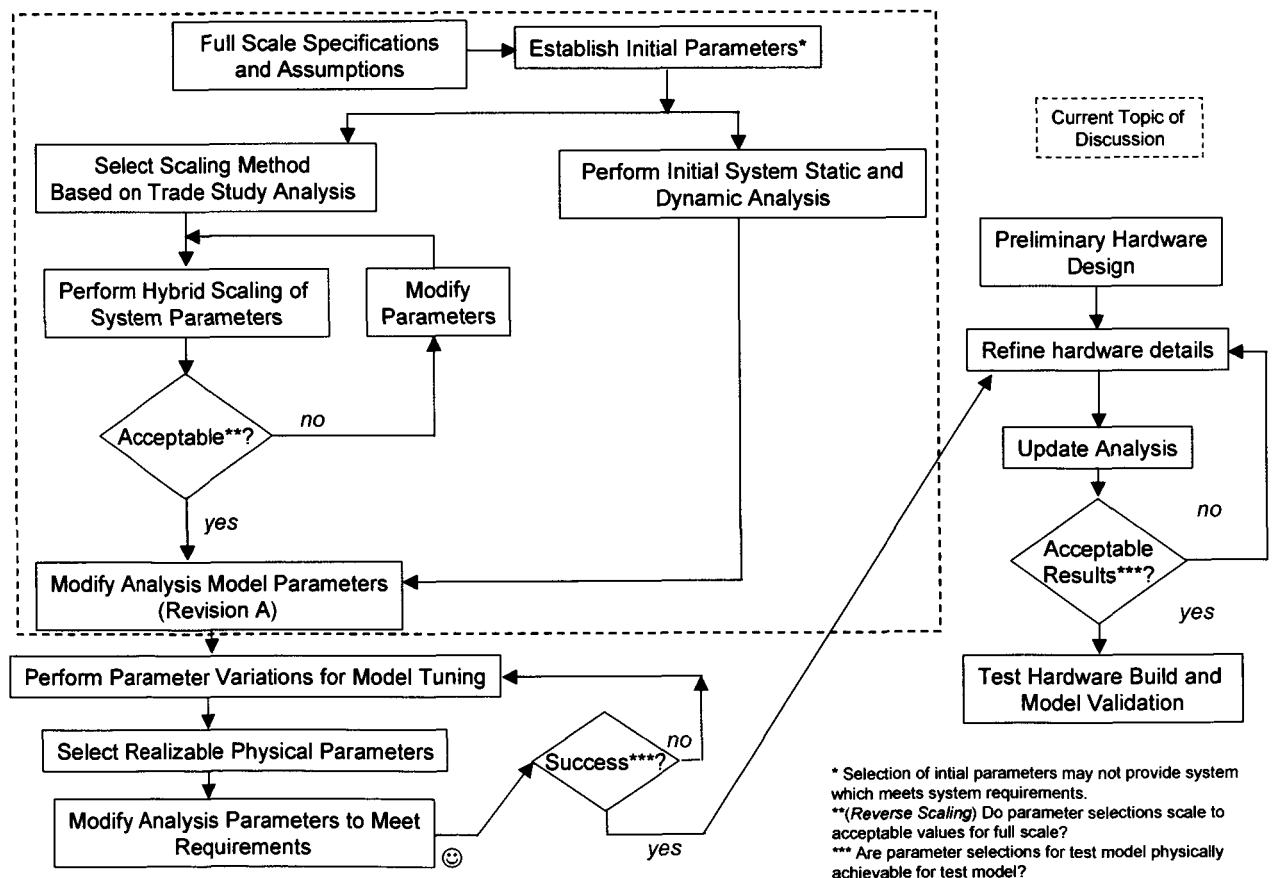 Full Scale Specifications
and Assumptions
Establish Initial Parameters*
Current Topic of
Discussion
Select Scaling Method
Based on Trade Study Analysis
Perform Initial System Static and
Dynamic Analysis
Preliminary Hardware
Design
Perform Hybrid Scaling of
System Parameters
Modify
Parameters
Refine hardware details
Acceptable**?
no
Update Analysis
yes
no
Acceptable
Results***?
Modify Analysis Model Parameters
(Revision A)
yes
Perform Parameter Variations for Model Tuning
Test Hardware Build and
Model Validation
Select Realizable Physical Parameters
Success***?
no
Modify Analysis Parameters to Meet
Requirements
yes
* Selection of intial parameters may not provide system
which meets system requirements.
**(Reverse Scaling) Do parameter selections scale to
acceptable values for full scale?
*** Are parameter selections for test model physically
achievable for test model?